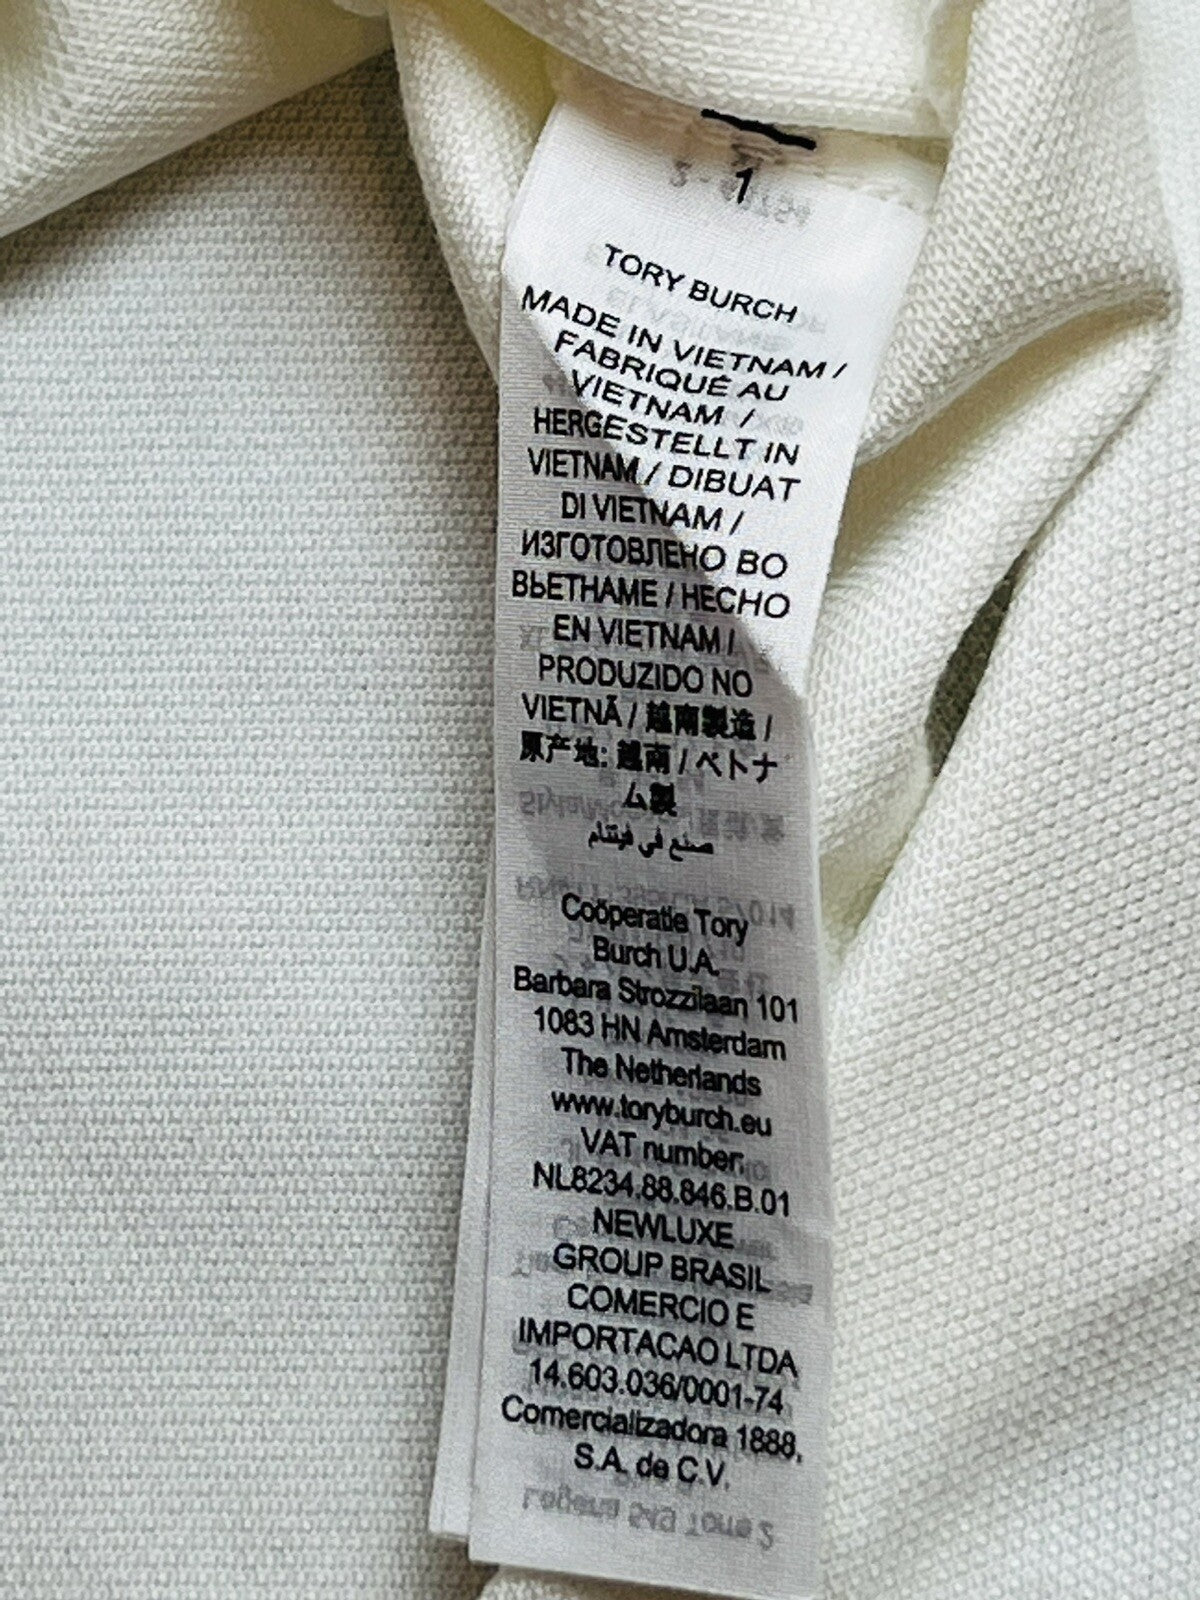 1
TORY BURCH
MADE IN VIETNAM /
FABRIQUÉ AU
VIETNAM /
HERGESTELLT IN
VIETNAM / DIBUAT
DI VIETNAM /
ИЗГОТОВЛЕНО ВО
ВЬЕТНАМЕ / HECHO
EN VIETNAM /
PRODUZIDO NO
VIETNÃ / 越南製造 /
原产地: 越南 / ベトナ
ム製
صنع في فيتنام
Coöperatie Tory
Burch U.A.
Barbara Strozzilaan 101
1083 HN Amsterdam
The Netherlands
www.toryburch.eu
VAT number:
NL8234.88.846.B.01
NEWLUXE
GROUP BRASIL
COMERCIO E
IMPORTACAO LTDA
14.603.036/0001-74
Comercializadora 1888,
S.A. de C.V.